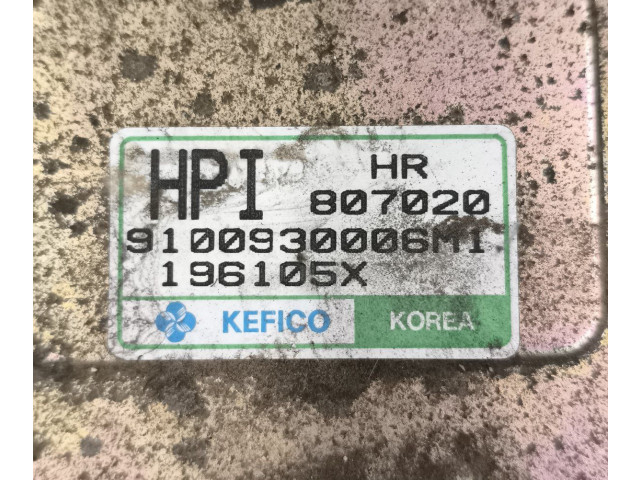 HPI HR
807020
9100930006MI
196105X
KEFICO KOREA